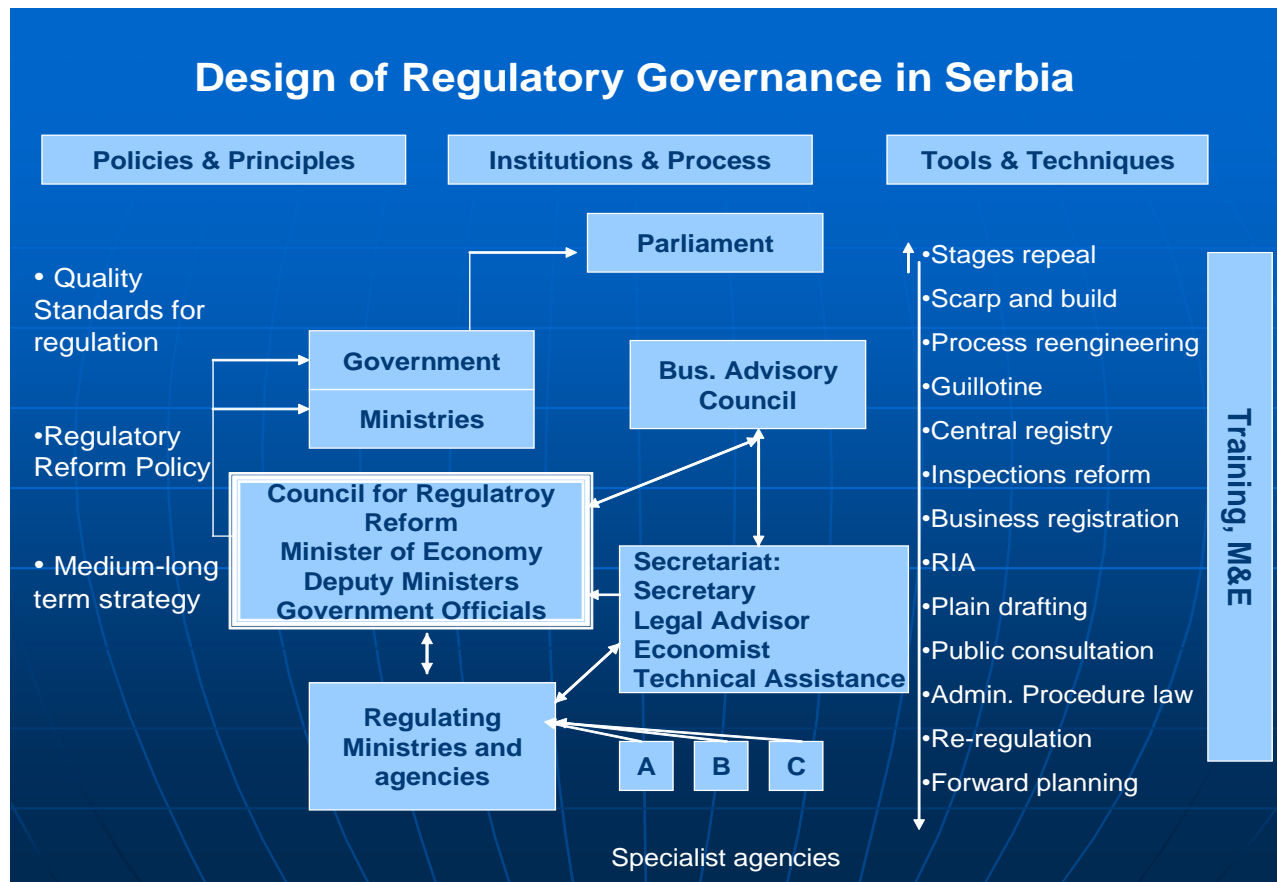 Design of Regulatory Governance in Serbia
Policies & Principles
Institutions & Process
Tools & Techniques
• Quality
Standards for
regulation
•Regulatory
Reform Policy
• Medium-long
term strategy
Parliament
Government
Ministries
Bus. Advisory
Council
Council for Regulatroy
Reform
Minister of Economy
Deputy Ministers
Government Officials
Secretariat:
Secretary
Legal Advisor
Economist
Technical Assistance
Regulating
Ministries and
agencies
A
B
C
Specialist agencies
•Stages repeal
•Scarp and build
•Process reengineering
•Guillotine
•Central registry
•Inspections reform
•Business registration
•RIA
•Plain drafting
•Public consultation
•Admin. Procedure law
•Re-regulation
•Forward planning
Training, M&E